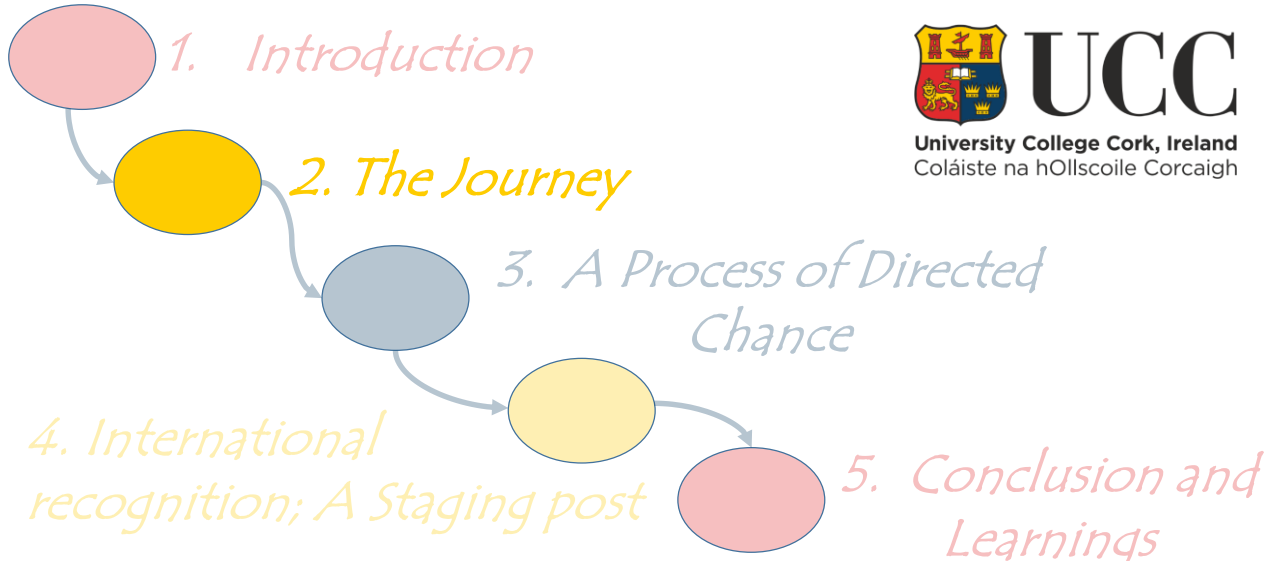 1. Introduction
UCC
University College Cork, Ireland
Coláiste na hOllscoile Corcaigh
2. The Journey
3. A Process of Directed
Chance
4. International
recognition; A Staging post
5. Conclusion and
Learnings